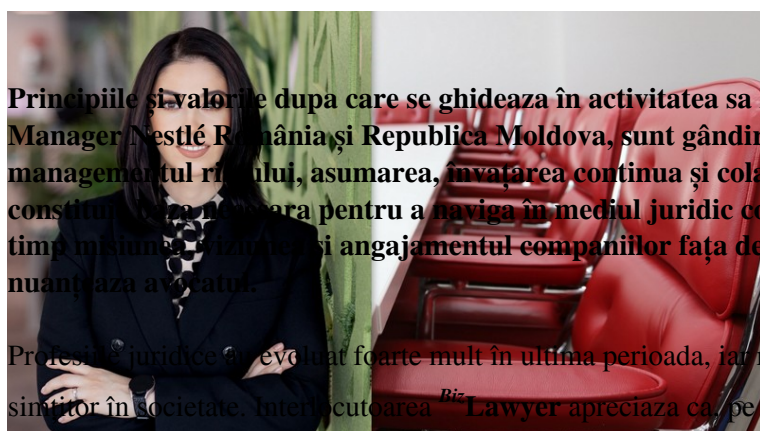 Principiile și valorile dupa care se ghideaza în activitatea sa
Manager Nestlé România și Republica Moldova, sunt gândir
managementul riscului, asumarea, învațarea continua și cola
constituie baza necesara pentru a naviga în mediul juridic co
timp misiunea, viziunea și angajamentul companiilor fața de
nuanțeaza avocatul.
Profesiile juridice au evoluat foarte mult în ultima perioada, iar
simțitor în societate. Interlocutoarea BizLawyer apreciaza ca, pe